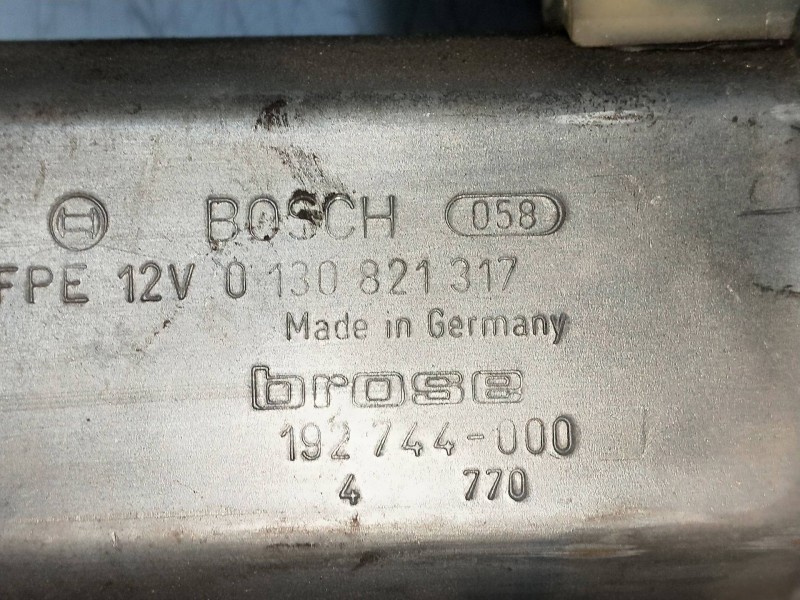 BOSCH 058
FPE 12V 0 130 821 317
Made in Germany
brose
192 744-000
4 770